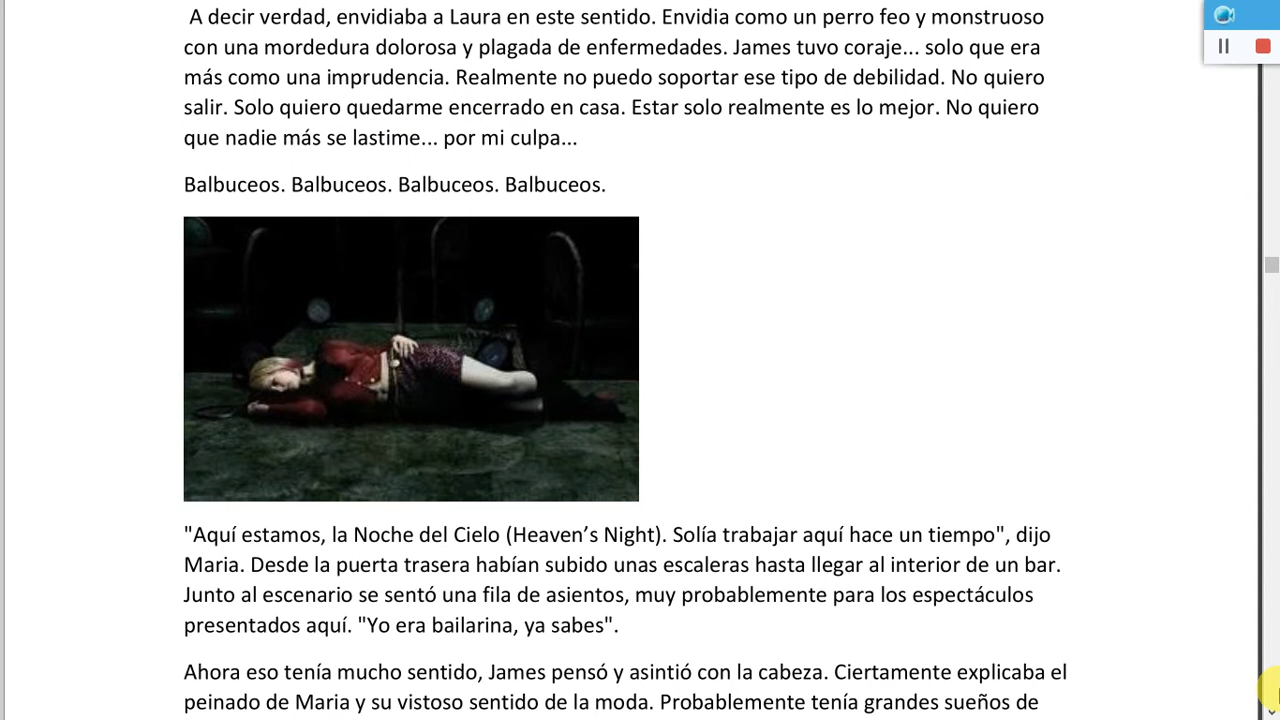 A decir verdad, envidiaba a Laura en este sentido. Envidia como un perro feo y monstruoso
con una mordedura dolorosa y plagada de enfermedades. James tuvo coraje... solo que era
más como una imprudencia. Realmente no puedo soportar ese tipo de debilidad. No quiero
salir. Solo quiero quedarme encerrado en casa. Estar solo realmente es lo mejor. No quiero
que nadie más se lastime... por mi culpa...
Balbuceos. Balbuceos. Balbuceos. Balbuceos.
"Aquí estamos, la Noche del Cielo (Heaven’s Night). Solía trabajar aquí hace un tiempo", dijo
Maria. Desde la puerta trasera habían subido unas escaleras hasta llegar al interior de un bar.
Junto al escenario se sentó una fila de asientos, muy probablemente para los espectáculos
presentados aquí. "Yo era bailarina, ya sabes".
Ahora eso tenía mucho sentido, James pensó y asintió con la cabeza. Ciertamente explicaba el
peinado de Maria y su vistoso sentido de la moda. Probablemente tenía grandes sueños de